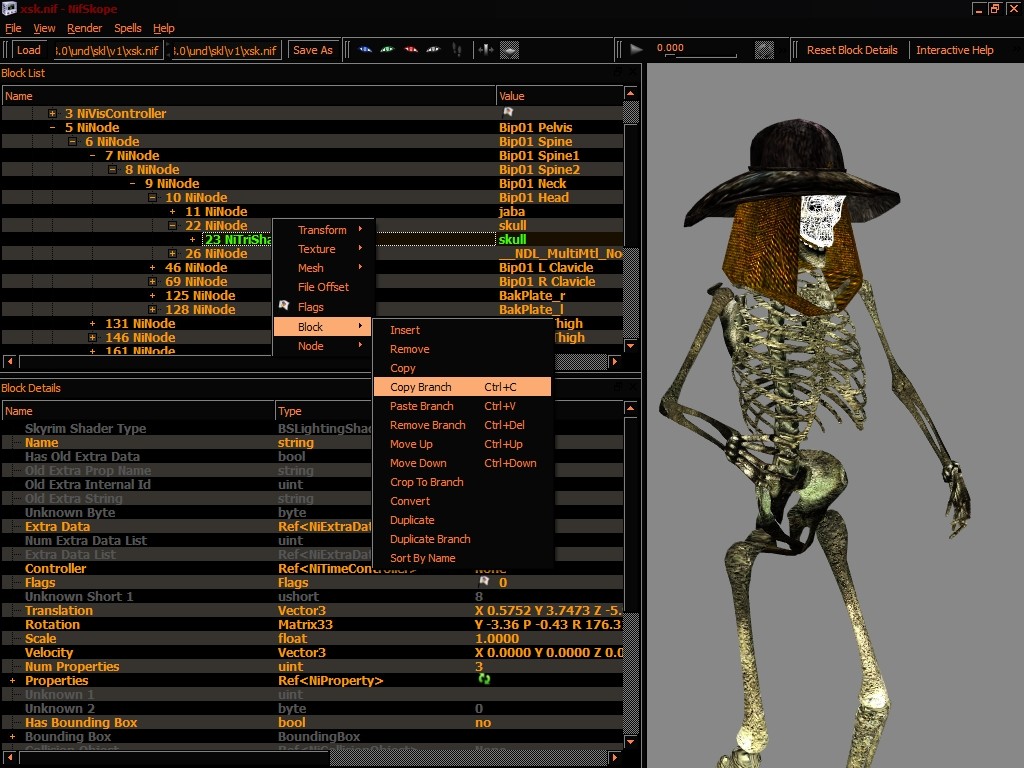 xsk.nif - NifSkope
File View Render Spells Help
Load 3.0\und\skl\v1\xsk.nif 3.0\und\skl\v1\xsk.nif Save As 0.000 Reset Block Details Interactive Help
Block List
Name Value
3 NiVisController
5 NiNode Bip01 Pelvis
6 NiNode Bip01 Spine
7 NiNode Bip01 Spine1
8 NiNode Bip01 Spine2
9 NiNode Bip01 Neck
10 NiNode Bip01 Head
11 NiNode jaba
22 NiNode skull
23 NiTriSha skull
26 NiNode __NDL_MultiMtl_No
46 NiNode Bip01 L Clavicle
69 NiNode Bip01 R Clavicle
125 NiNode BakPlate_r
128 NiNode BakPlate_l
131 NiNode high
146 NiNode Thigh
161 NiNode
Transform
Texture
Mesh
File Offset
Flags
Block
Node
Insert
Remove
Copy
Copy Branch Ctrl+C
Paste Branch Ctrl+V
Remove Branch Ctrl+Del
Move Up Ctrl+Up
Move Down Ctrl+Down
Crop To Branch
Convert
Duplicate
Duplicate Branch
Sort By Name
Block Details
Name Type
Skyrim Shader Type BSLightingShad
Name string
Has Old Extra Data bool
Old Extra Prop Name string
Old Extra Internal Id uint
Old Extra String string
Unknown Byte byte
Extra Data Ref<NiExtraDat
Num Extra Data List uint
Extra Data List Ref<NiExtraDat
Controller Ref<NiTimeController> None
Flags Flags 0
Unknown Short 1 ushort 8
Translation Vector3 X 0.5752 Y 3.7473 Z -5.
Rotation Matrix33 Y -3.36 P -0.43 R 176.3
Scale float 1.0000
Velocity Vector3 X 0.0000 Y 0.0000 Z 0.0
Num Properties uint 3
Properties Ref<NiProperty>
Unknown 1 uint
Unknown 2 byte 0
Has Bounding Box bool no
Bounding Box BoundingBox
Collision Object Ref<NiCollisionObject> None